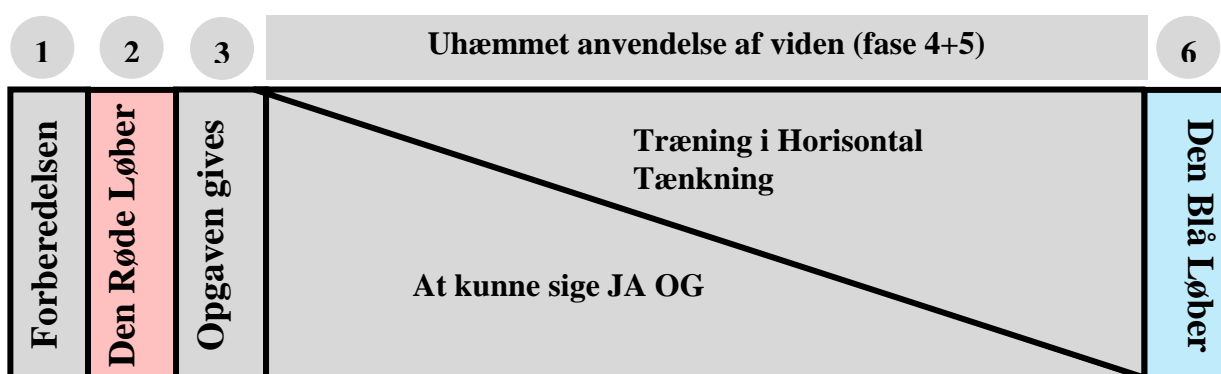 1
2
3
Uhæmmet anvendelse af viden (fase 4+5)
6
Forberedelsen
Den Røde Løber
Opgaven gives
Træning i Horisontal
Tænkning
At kunne sige JA OG
Den Blå Løber